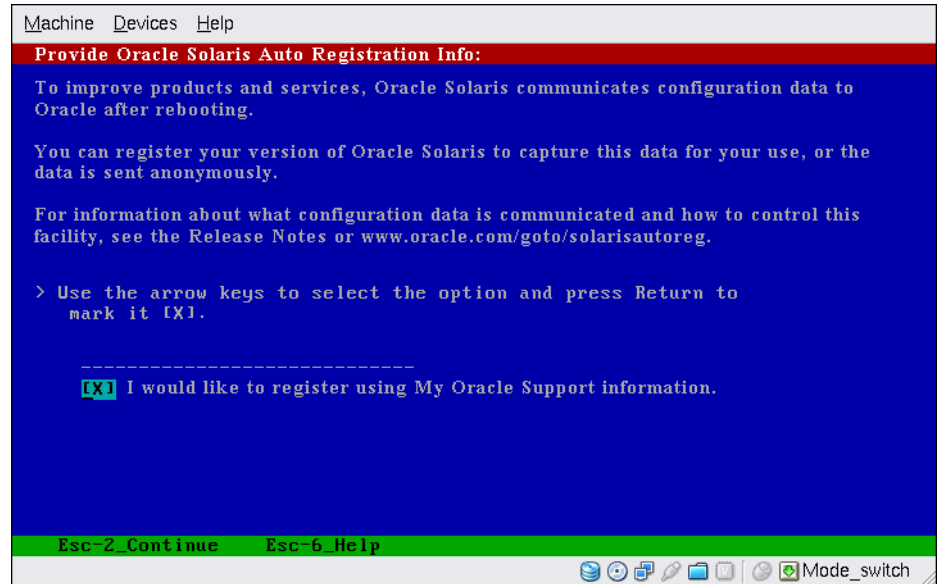 Machine Devices Help
Provide Oracle Solaris Auto Registration Info:
To improve products and services, Oracle Solaris communicates configuration data to
Oracle after rebooting.
You can register your version of Oracle Solaris to capture this data for your use, or the
data is sent anonymously.
For information about what configuration data is communicated and how to control this
facility, see the Release Notes or www.oracle.com/goto/solarisautoreg.
> Use the arrow keys to select the option and press Return to
mark it [X].
_____________________________
[X] I would like to register using My Oracle Support information.
Esc-2_Continue Esc-6_Help
Mode_switch